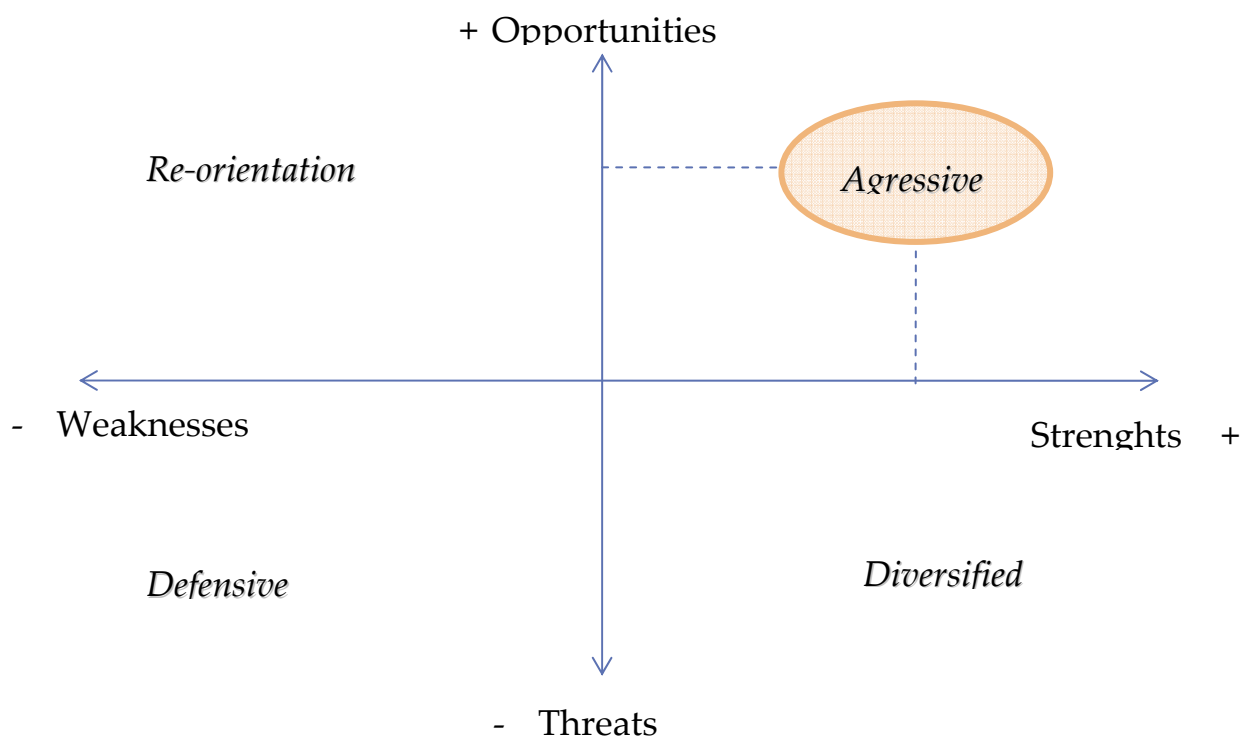 + Opportunities
Re-orientation
Agressive
- Weaknesses
Strenghts +
Defensive
Diversified
- Threats